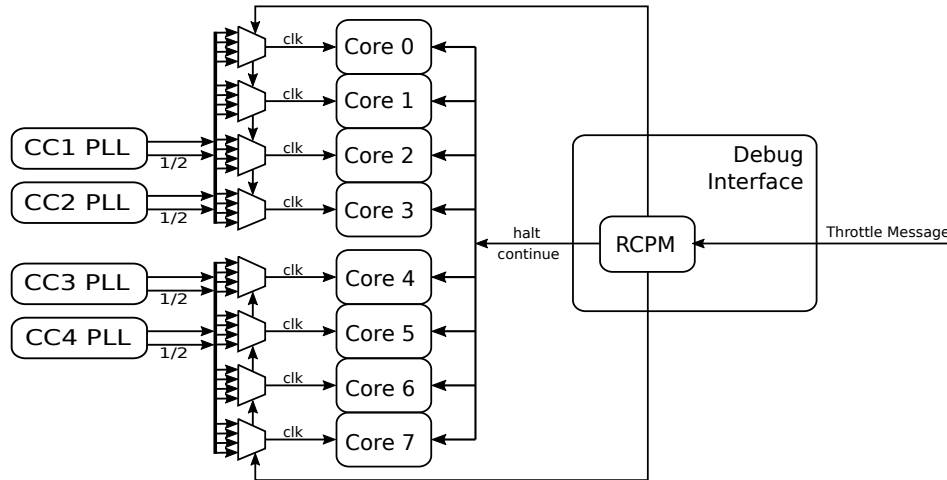 clk
Core 0
clk
Core 1
CC1 PLL
1/2
clk
Core 2
Debug
Interface
CC2 PLL
1/2
clk
Core 3
halt
continue
RCPM
Throttle Message
CC3 PLL
1/2
clk
Core 4
CC4 PLL
1/2
clk
Core 5
clk
Core 6
clk
Core 7